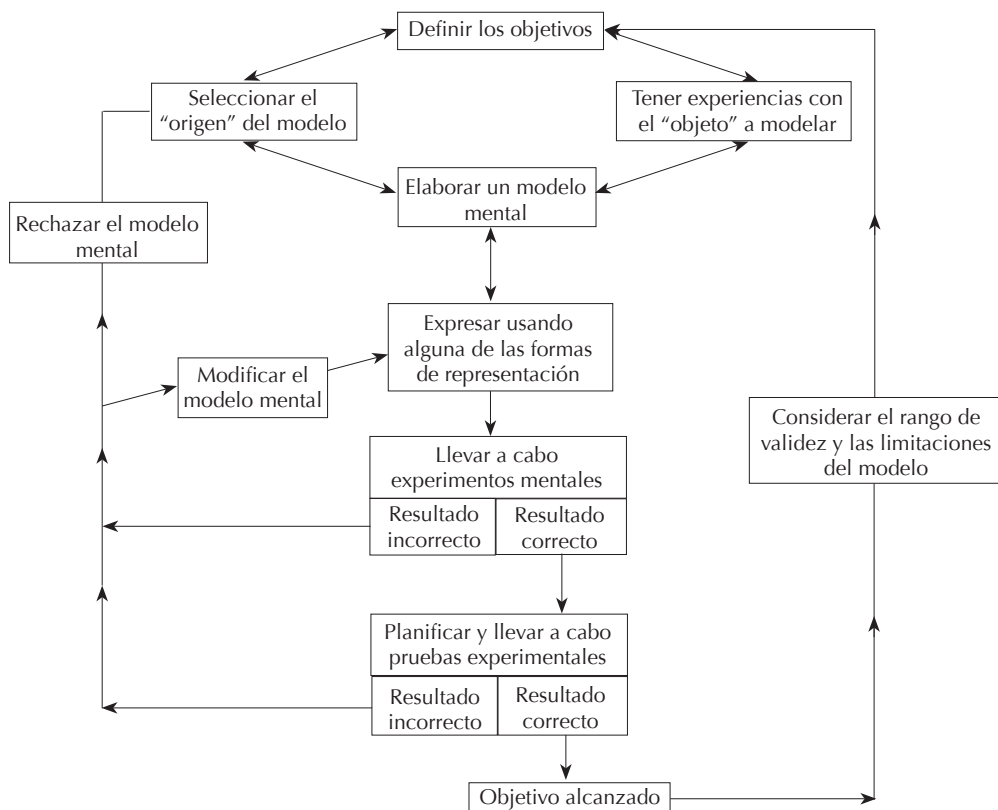 Definir los objetivos
Seleccionar el
“origen” del modelo
Tener experiencias con
el “objeto” a modelar
Elaborar un modelo
mental
Rechazar el modelo
mental
Expresar usando
alguna de las formas
de representación
Modificar el
modelo mental
Considerar el rango de
validez y las limitaciones
del modelo
Llevar a cabo
experimentos mentales
Resultado
incorrecto
Resultado
correcto
Planificar y llevar a cabo
pruebas experimentales
Resultado
incorrecto
Resultado
correcto
Objetivo alcanzado